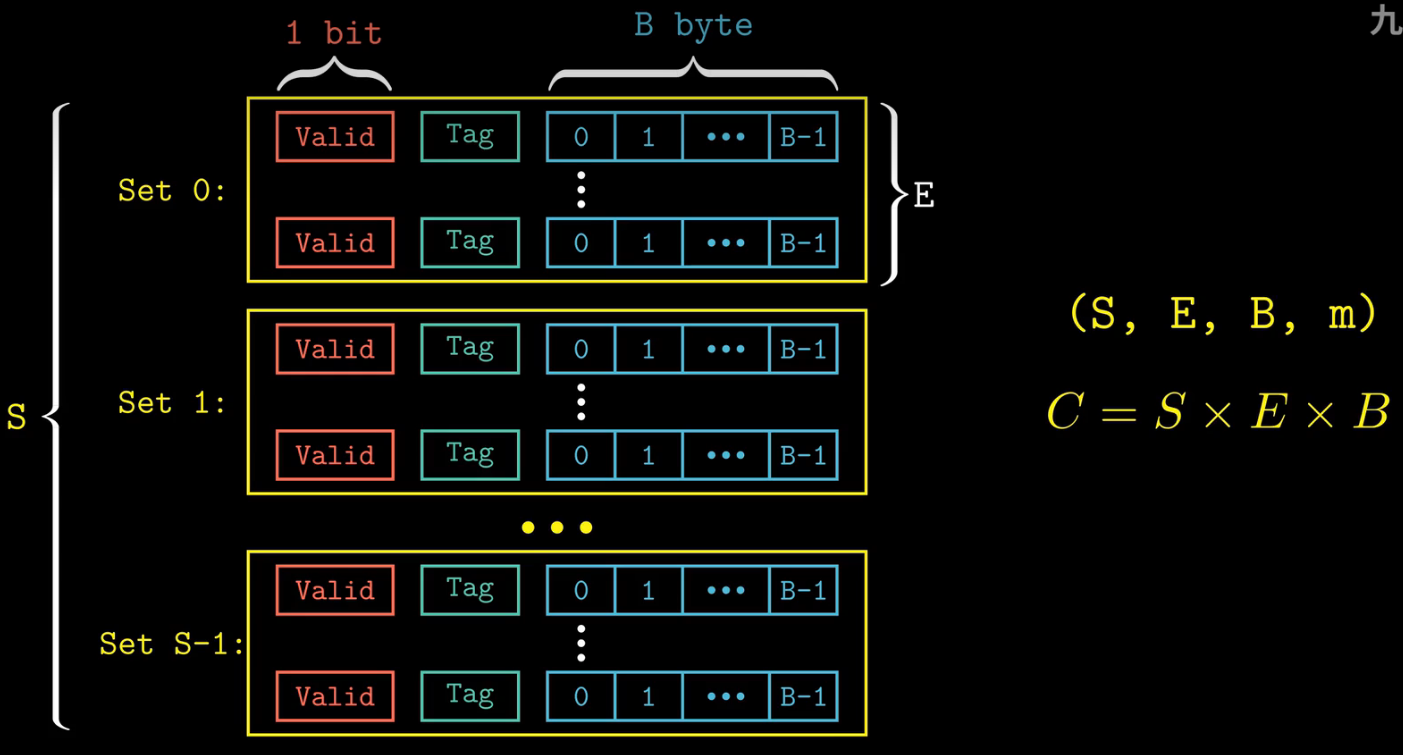 1 bit
B byte
九
Valid Tag 0 1 ••• B-1
Set 0:
E
Valid Tag 0 1 ••• B-1
(S, E, B, m)
Valid Tag 0 1 ••• B-1
Set 1:
S
C = S × E × B
Valid Tag 0 1 ••• B-1
•••
Valid Tag 0 1 ••• B-1
Set S-1:
Valid Tag 0 1 ••• B-1